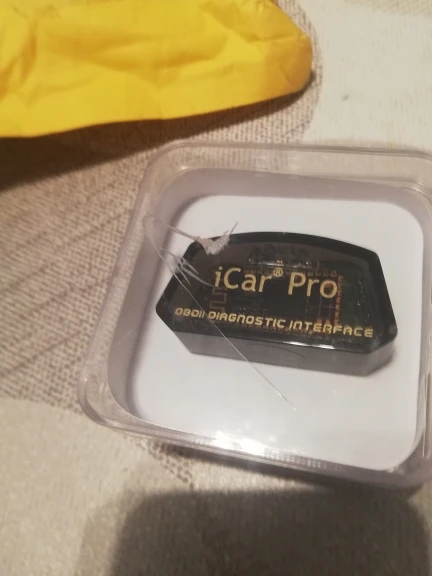 iCar® Pro
OBDII DIAGNOSTIC INTERFACE